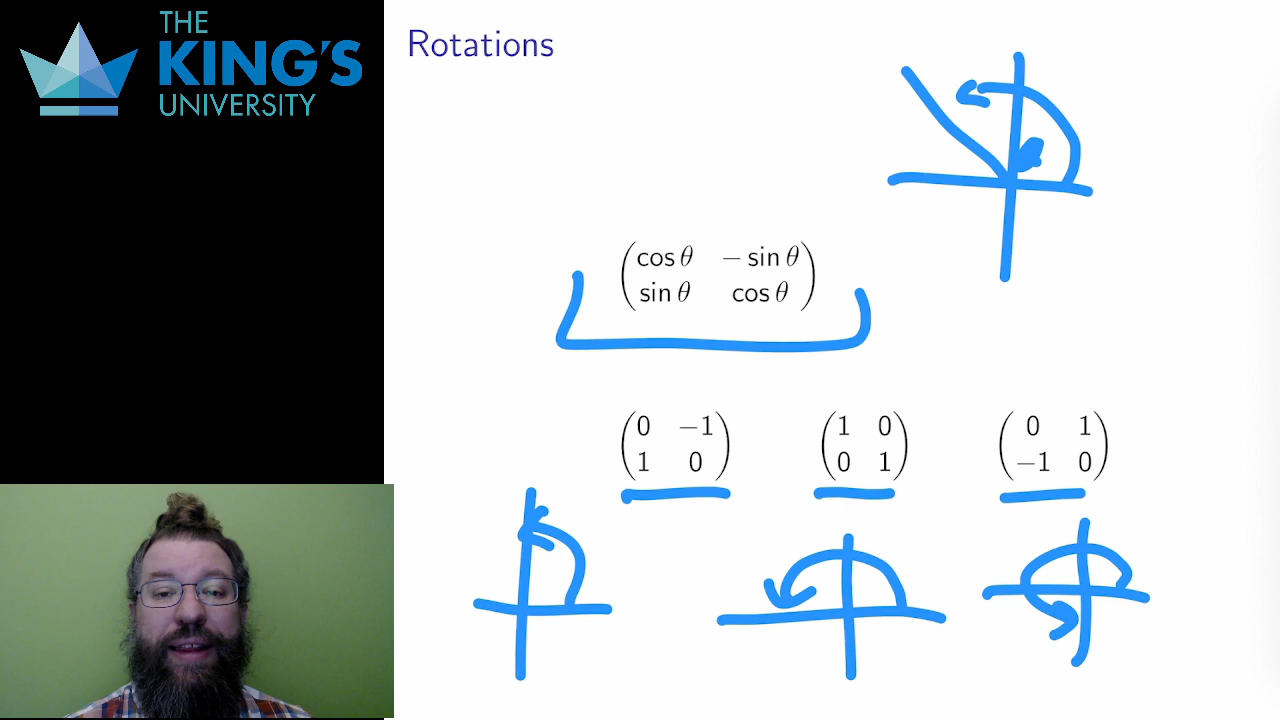 THE
KING'S
UNIVERSITY
Rotations
(cos θ − sin θ
sin θ cos θ)
(0 −1
1 0)
(1 0
0 1)
(0 1
−1 0)